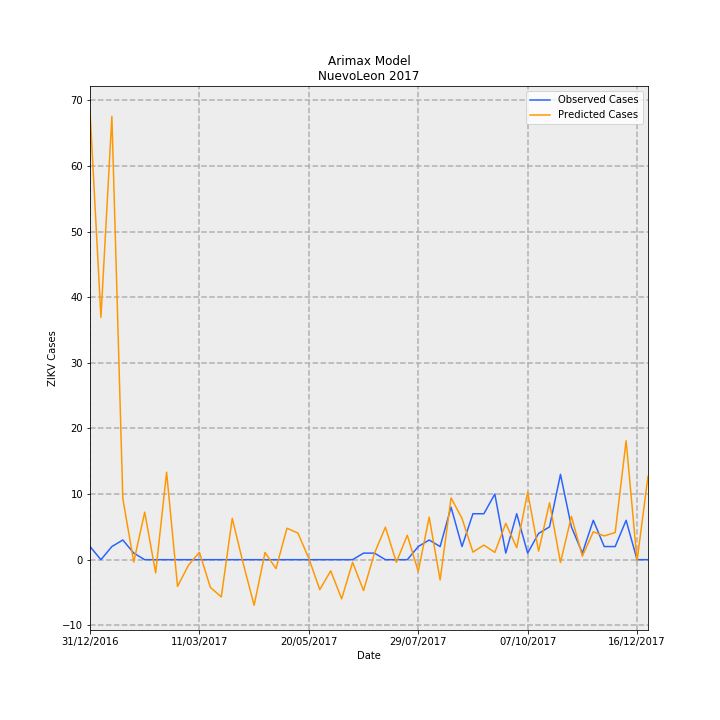 Arimax Model
NuevoLeon 2017
Observed Cases
Predicted Cases
70
60
50
40
30
20
10
0
−10
ZIKV Cases
31/12/2016
11/03/2017
20/05/2017
29/07/2017
07/10/2017
16/12/2017
Date